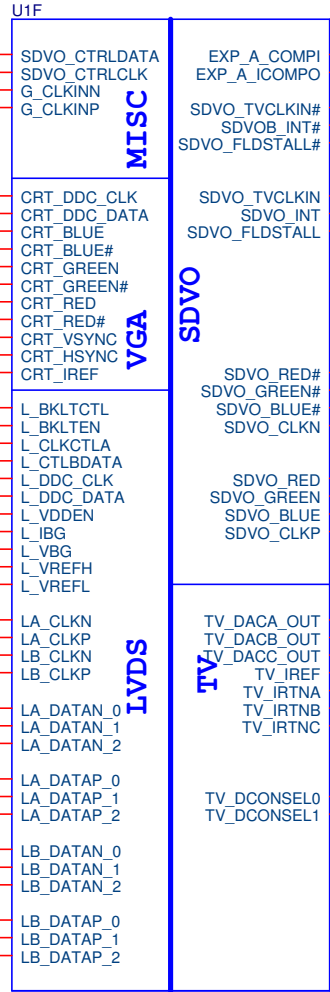 U1F
SDVO_CTRLDATA
SDVO_CTRLCLK
G_CLKINN
G_CLKINP
MISC
CRT_DDC_CLK
CRT_DDC_DATA
CRT_BLUE
CRT_BLUE#
CRT_GREEN
CRT_GREEN#
CRT_RED
CRT_RED#
CRT_VSYNC
CRT_HSYNC
CRT_IREF
VGA
L_BKLTCTL
L_BKLTEN
L_CLKCTLA
L_CTLBDATA
L_DDC_CLK
L_DDC_DATA
L_VDDEN
L_IBG
L_VBG
L_VREFH
L_VREFL
LA_CLKN
LA_CLKP
LB_CLKN
LB_CLKP
LA_DATAN_0
LA_DATAN_1
LA_DATAN_2
LA_DATAP_0
LA_DATAP_1
LA_DATAP_2
LB_DATAN_0
LB_DATAN_1
LB_DATAN_2
LB_DATAP_0
LB_DATAP_1
LB_DATAP_2
LVDS
EXP_A_COMPI
EXP_A_ICOMPO
SDVO_TVCLKIN#
SDVOB_INT#
SDVO_FLDSTALL#
SDVO_TVCLKIN
SDVO_INT
SDVO_FLDSTALL
SDVO
SDVO_RED#
SDVO_GREEN#
SDVO_BLUE#
SDVO_CLKN
SDVO_RED
SDVO_GREEN
SDVO_BLUE
SDVO_CLKP
TV_DACA_OUT
TV_DACB_OUT
TV_DACC_OUT
TV_IREF
TV_IRTNA
TV_IRTNB
TV_IRTNC
TV
TV_DCONSEL0
TV_DCONSEL1